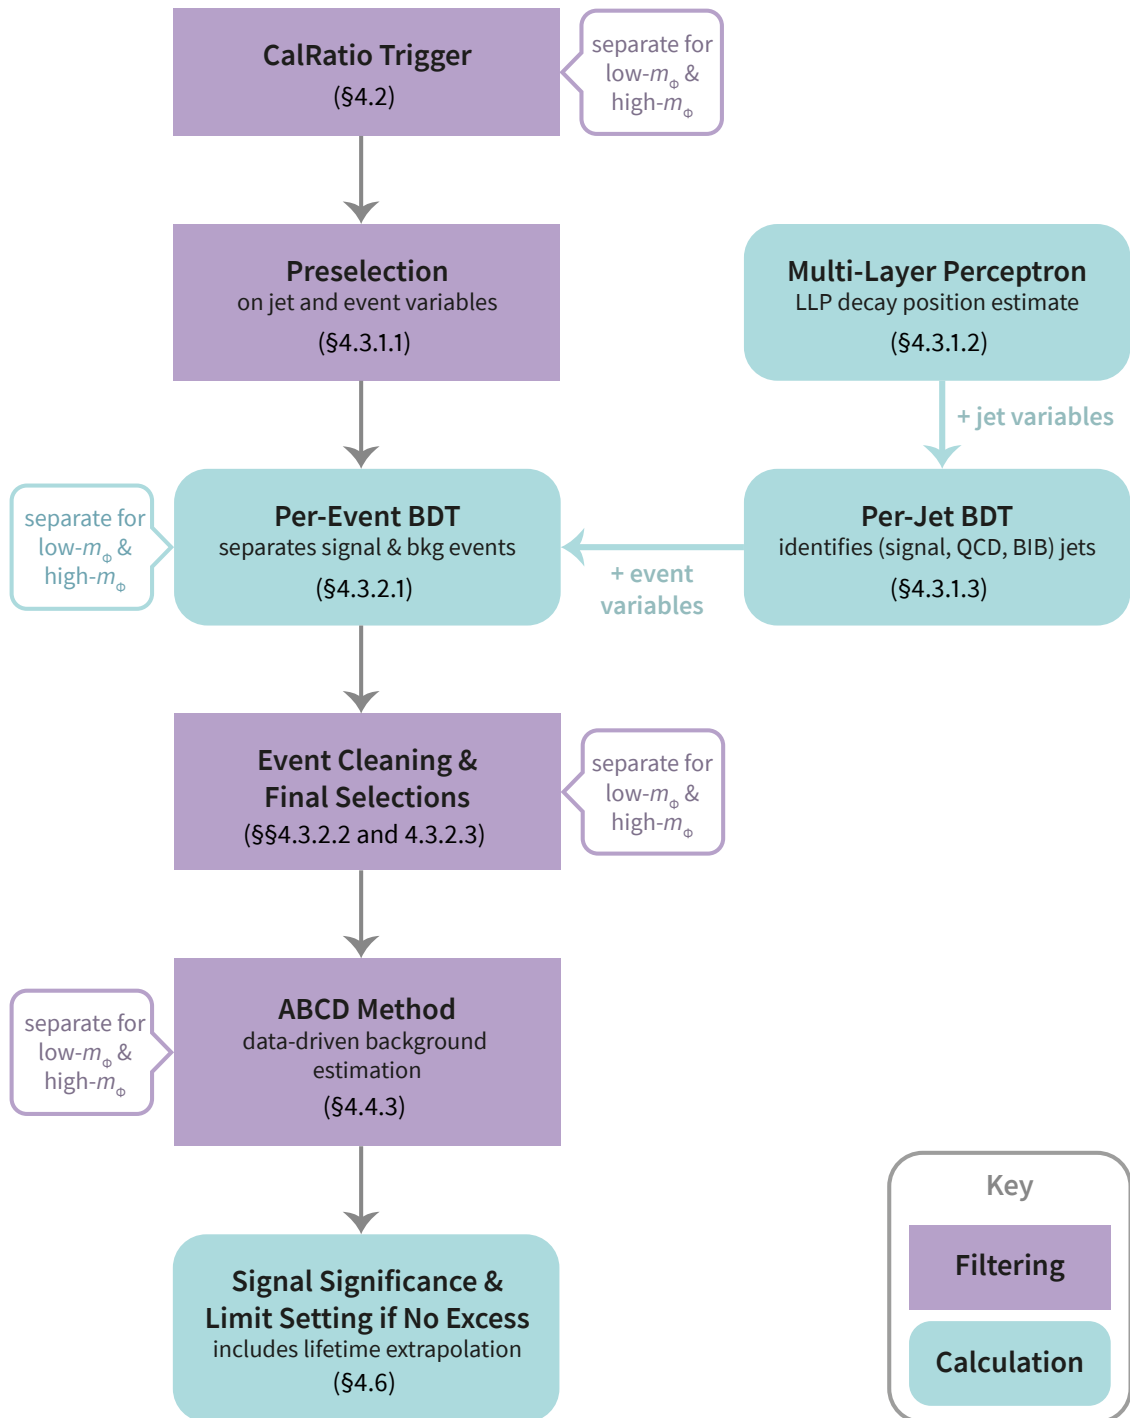 CalRatio Trigger
(§4.2)
separate for
low-mΦ &
high-mΦ
Preselection
on jet and event variables
(§4.3.1.1)
Multi-Layer Perceptron
LLP decay position estimate
(§4.3.1.2)
+ jet variables
separate for
low-mΦ &
high-mΦ
Per-Event BDT
separates signal & bkg events
(§4.3.2.1)
+ event
variables
Per-Jet BDT
identifies (signal, QCD, BIB) jets
(§4.3.1.3)
Event Cleaning &
Final Selections
(§§4.3.2.2 and 4.3.2.3)
separate for
low-mΦ &
high-mΦ
separate for
low-mΦ &
high-mΦ
ABCD Method
data-driven background
estimation
(§4.4.3)
Signal Significance &
Limit Setting if No Excess
includes lifetime extrapolation
(§4.6)
Key
Filtering
Calculation